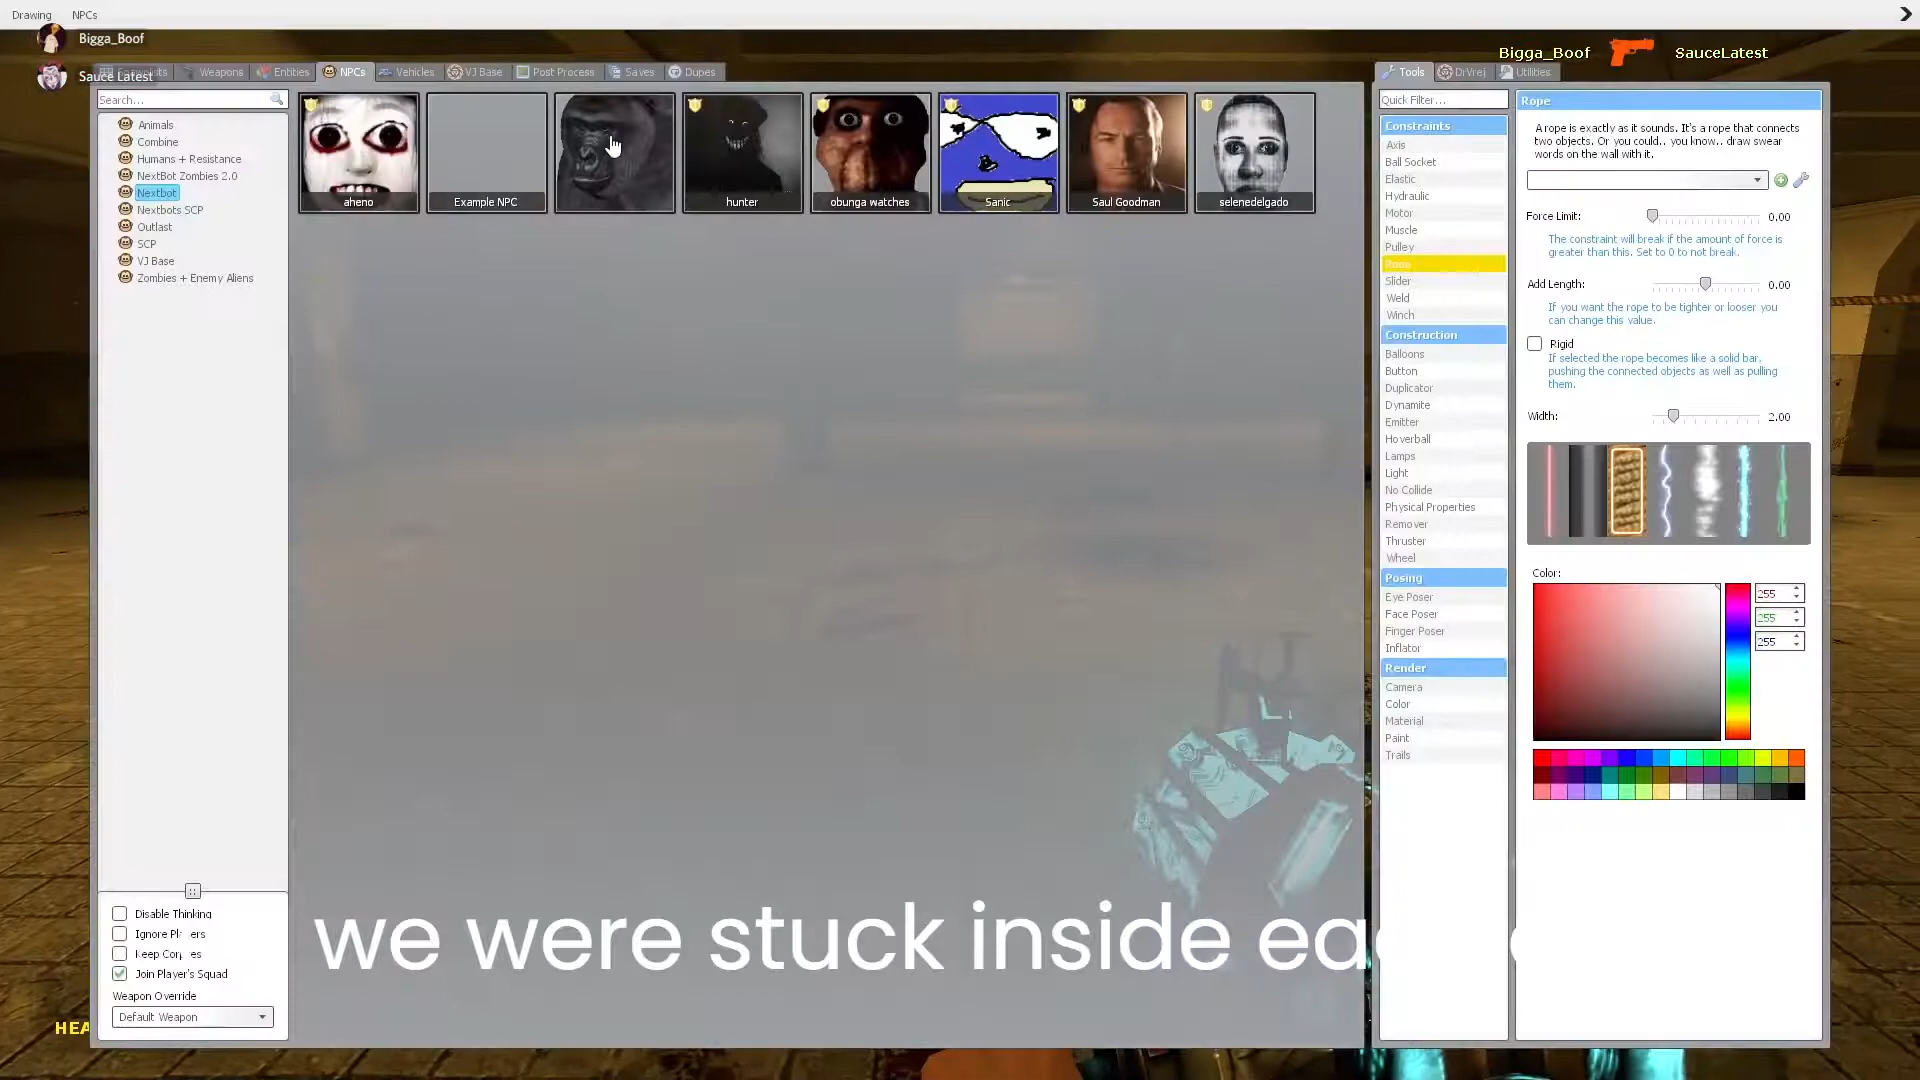 Drawing NPCs
Bigga_Boof
Bigga_Boof SauceLatest
Sauce Latest
Weapons Entities NPCs Vehicles VJ Base Post Process Saves Dupes
Tools DrVrej Utilities
Search...
Animals
Combine
Humans + Resistance
NextBot Zombies 2.0
Nextbot
Nextbots SCP
Outlast
SCP
VJ Base
Zombies + Enemy Aliens
aheno
Example NPC
hunter
obunga watches
Sanic
Saul Goodman
selenedelgado
Disable Thinking
Ignore Pl ers
Keep Cor es
Join Player's Squad
Weapon Override
Default Weapon
HEA
we were stuck inside ea
Quick Filter...
Constraints
Axis
Ball Socket
Elastic
Hydraulic
Motor
Muscle
Pulley
Rope
Slider
Weld
Winch
Construction
Balloons
Button
Duplicator
Dynamite
Emitter
Hoverball
Lamps
Light
No Collide
Physical Properties
Remover
Thruster
Wheel
Posing
Eye Poser
Face Poser
Finger Poser
Inflator
Render
Camera
Color
Material
Paint
Trails
Rope
A rope is exactly as it sounds. It's a rope that connects
two objects. Or you could.. you know.. draw swear
words on the wall with it.
Force Limit: 0.00
The constraint will break if the amount of force is
greater than this. Set to 0 to not break.
Add Length: 0.00
If you want the rope to be tighter or looser you
can change this value.
Rigid
If selected the rope becomes like a solid bar,
pushing the connected objects as well as pulling
them.
Width: 2.00
Color:
255
255
255